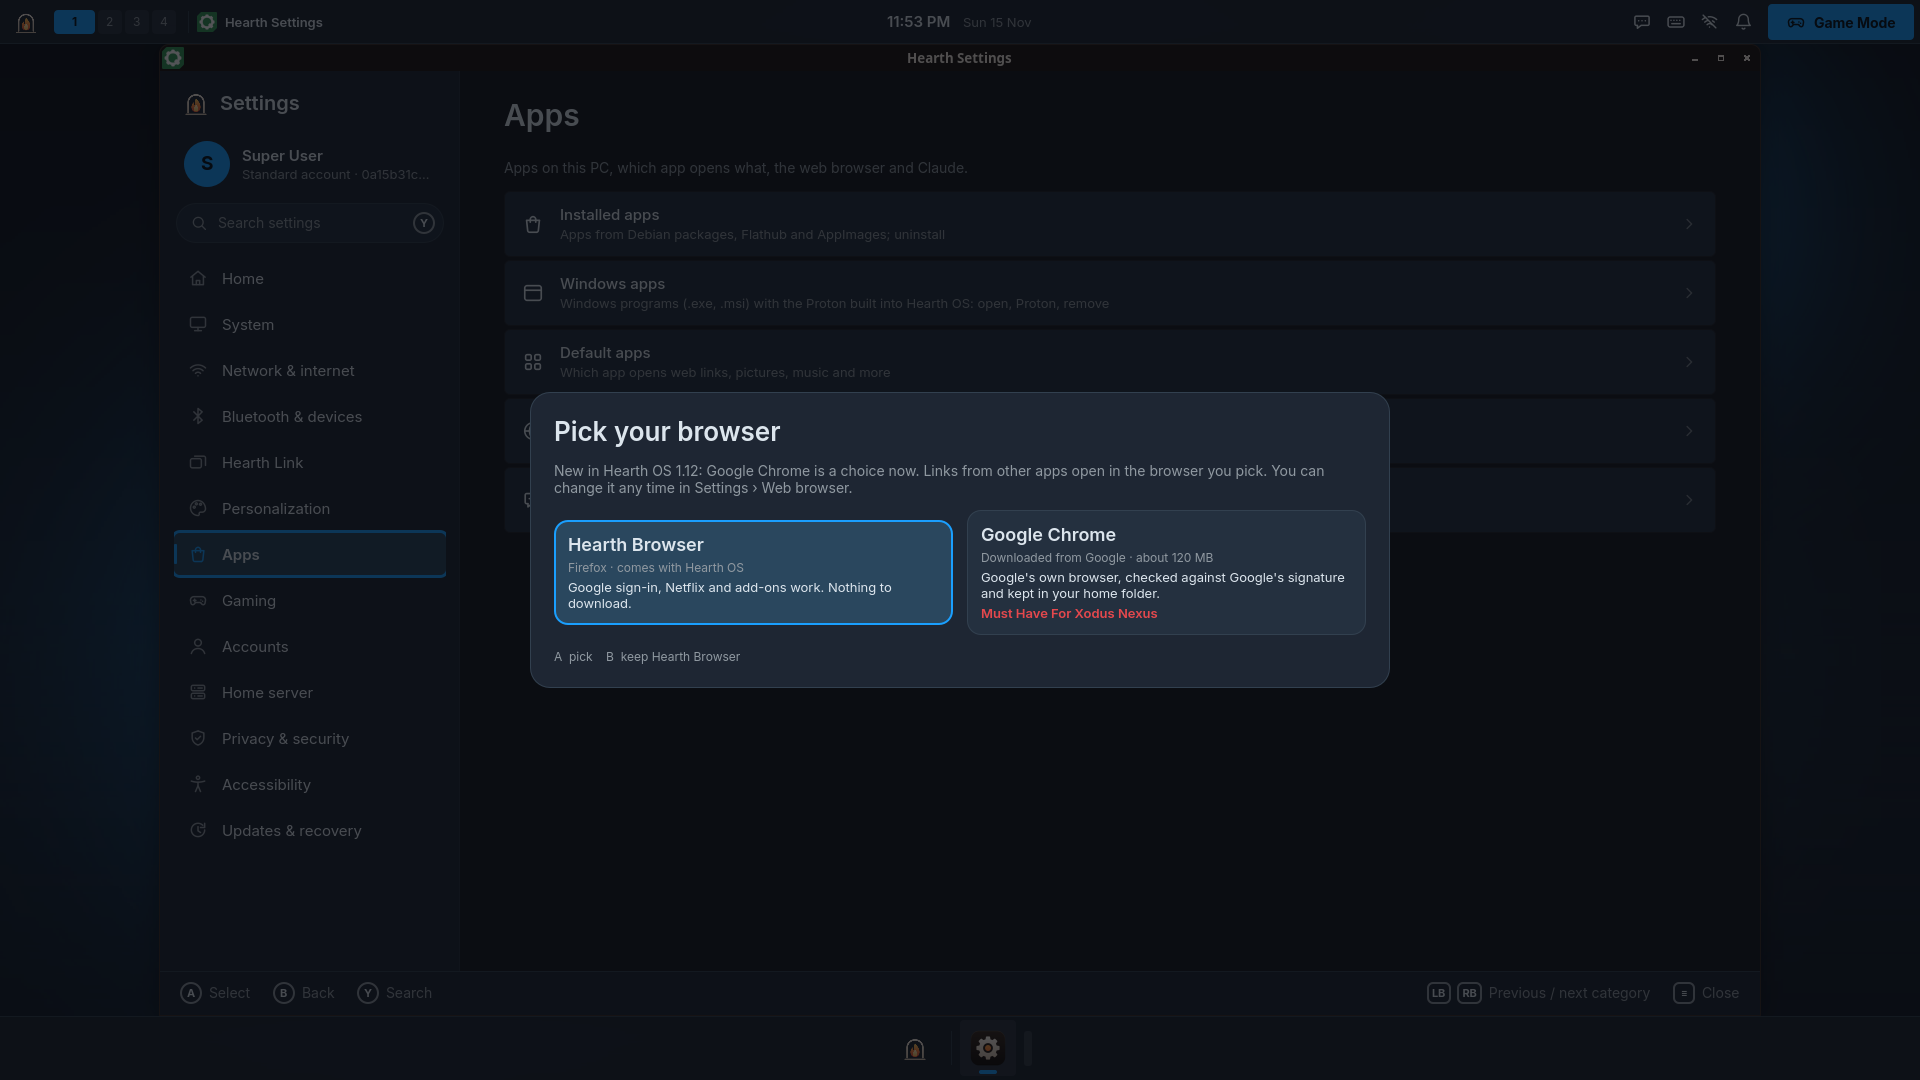 1 2 3 4 Hearth Settings
11:53 PM Sun 15 Nov
Game Mode
Hearth Settings
Settings
S
Super User
Standard account · 0a15b31c...
Search settings Y
Home
System
Network & internet
Bluetooth & devices
Hearth Link
Personalization
Apps
Gaming
Accounts
Home server
Privacy & security
Accessibility
Updates & recovery
Apps
Apps on this PC, which app opens what, the web browser and Claude.
Installed apps
Apps from Debian packages, Flathub and AppImages; uninstall
Windows apps
Windows programs (.exe, .msi) with the Proton built into Hearth OS: open, Proton, remove
Default apps
Which app opens web links, pictures, music and more
Pick your browser
New in Hearth OS 1.12: Google Chrome is a choice now. Links from other apps open in the browser you pick. You can
change it any time in Settings › Web browser.
Hearth Browser
Firefox · comes with Hearth OS
Google sign-in, Netflix and add-ons work. Nothing to
download.
Google Chrome
Downloaded from Google · about 120 MB
Google's own browser, checked against Google's signature
and kept in your home folder.
Must Have For Xodus Nexus
A pick B keep Hearth Browser
A Select B Back Y Search
LB RB Previous / next category Close